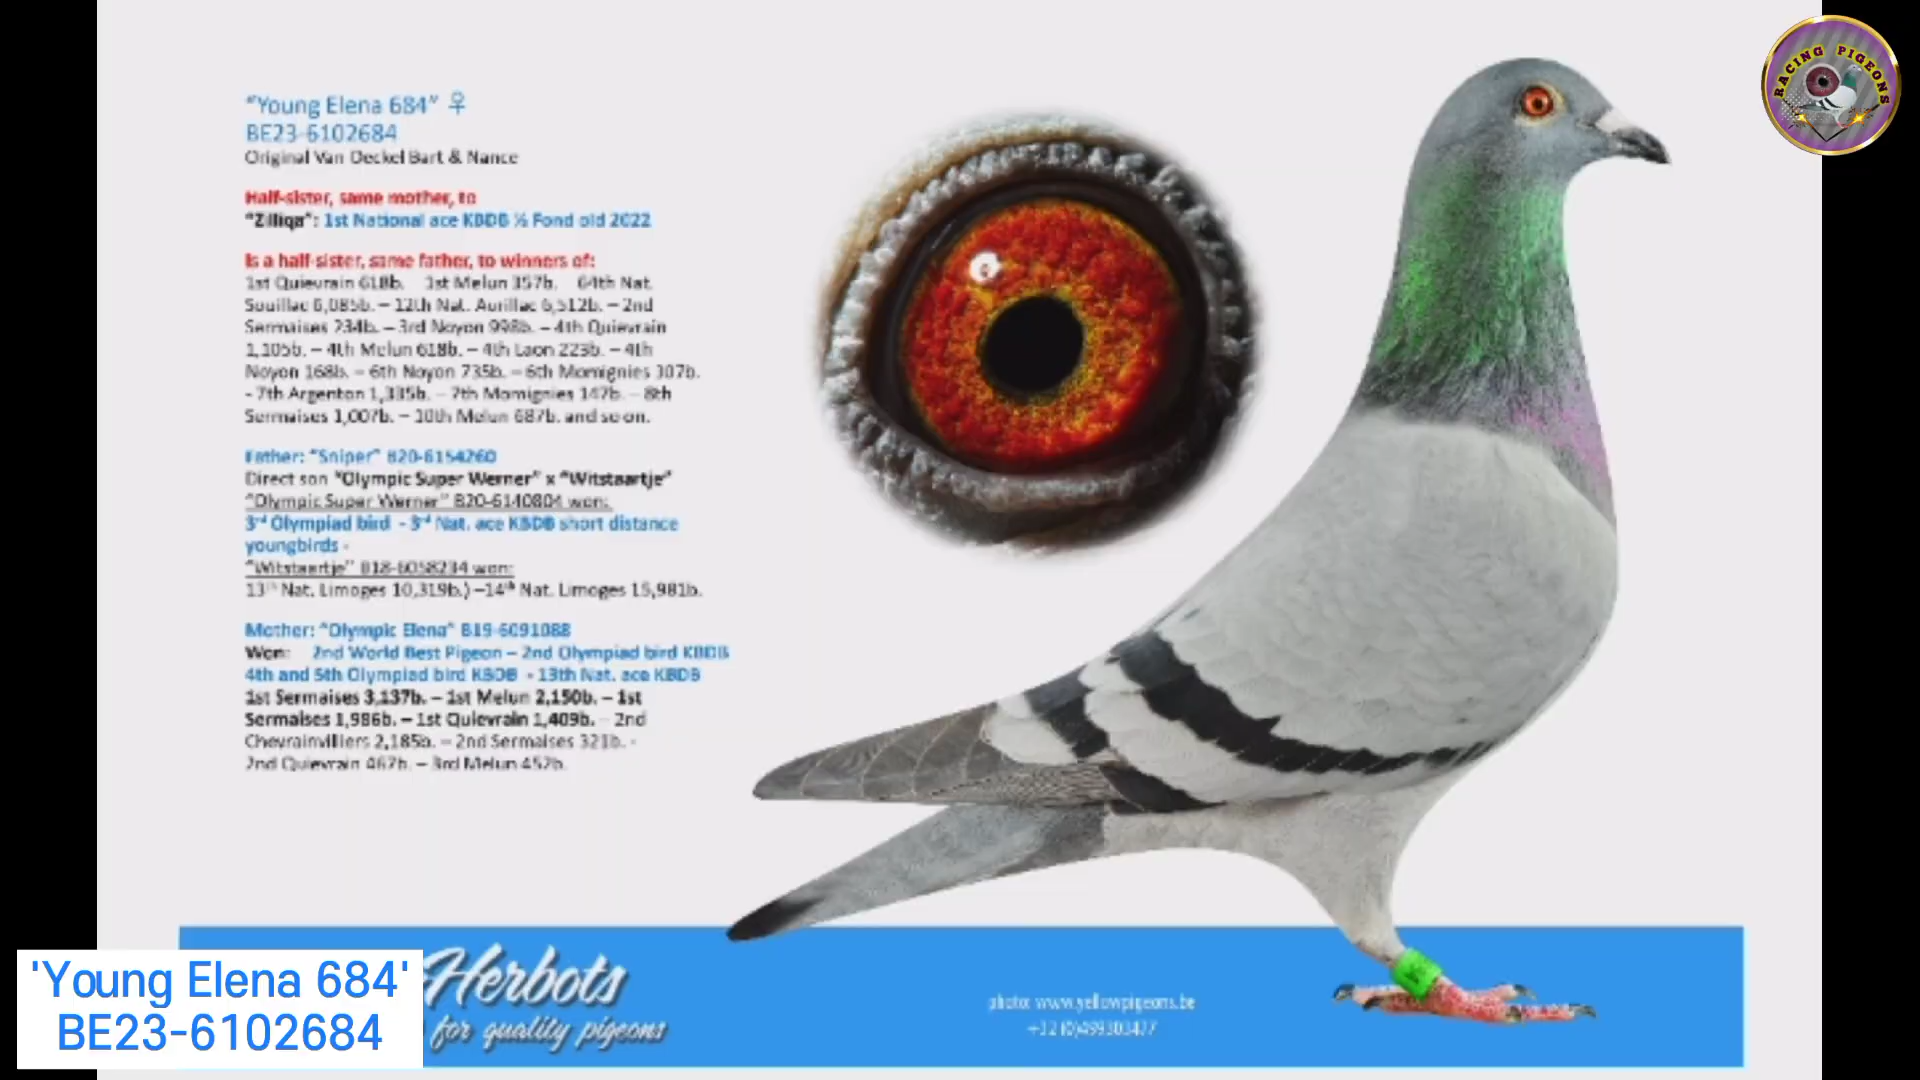 RACING PIGEONS
"Young Elena 684" ♀
BE23-6102684
Original Van Oeckel Bart & Nance
Half-sister, same mother, to
"Zilliqa": 1st National ace KBDB ½ Fond old 2022
Is a half-sister, same father, to winners of:
1st Quievrain 618b. 1st Melun 357b. 64th Nat.
Souillac 6,085b. – 12th Nat. Aurillac 6,512b. – 2nd
Sermaises 234b. – 3rd Noyon 998b. – 4th Quievrain
1,105b. – 4th Melun 618b. – 4th Laon 223b. – 4th
Noyon 168b. – 6th Noyon 735b. – 6th Momignies 307b.
- 7th Argenton 1,335b. – 7th Momignies 147b. – 8th
Sermaises 1,007b. – 10th Melun 687b. and so on.
Father: "Sniper" B20-6154260
Direct son "Olympic Super Werner" x "Witstaartje"
"Olympic Super Werner" B20-6140804 won:
3rd Olympiad bird - 3rd Nat. ace KBDB short distance
youngbirds -
"Witstaartje" B18-6058234 won:
13th Nat. Limoges 10,319b.) –14th Nat. Limoges 15,981b.
Mother: "Olympic Elena" B19-6091088
Won: 2nd World Best Pigeon – 2nd Olympiad bird KBDB
4th and 5th Olympiad bird KBDB - 13th Nat. ace KBDB
1st Sermaises 3,137b. – 1st Melun 2,150b. – 1st
Sermaises 1,986b. – 1st Quievrain 1,409b. – 2nd
Chevrainvilliers 2,185b. – 2nd Sermaises 321b. -
2nd Quievrain 467b. – 3rd Melun 452b.
Herbots
for quality pigeons
photo: www.yellowpigeons.be
+32 (0)499303477
'Young Elena 684'
BE23-6102684